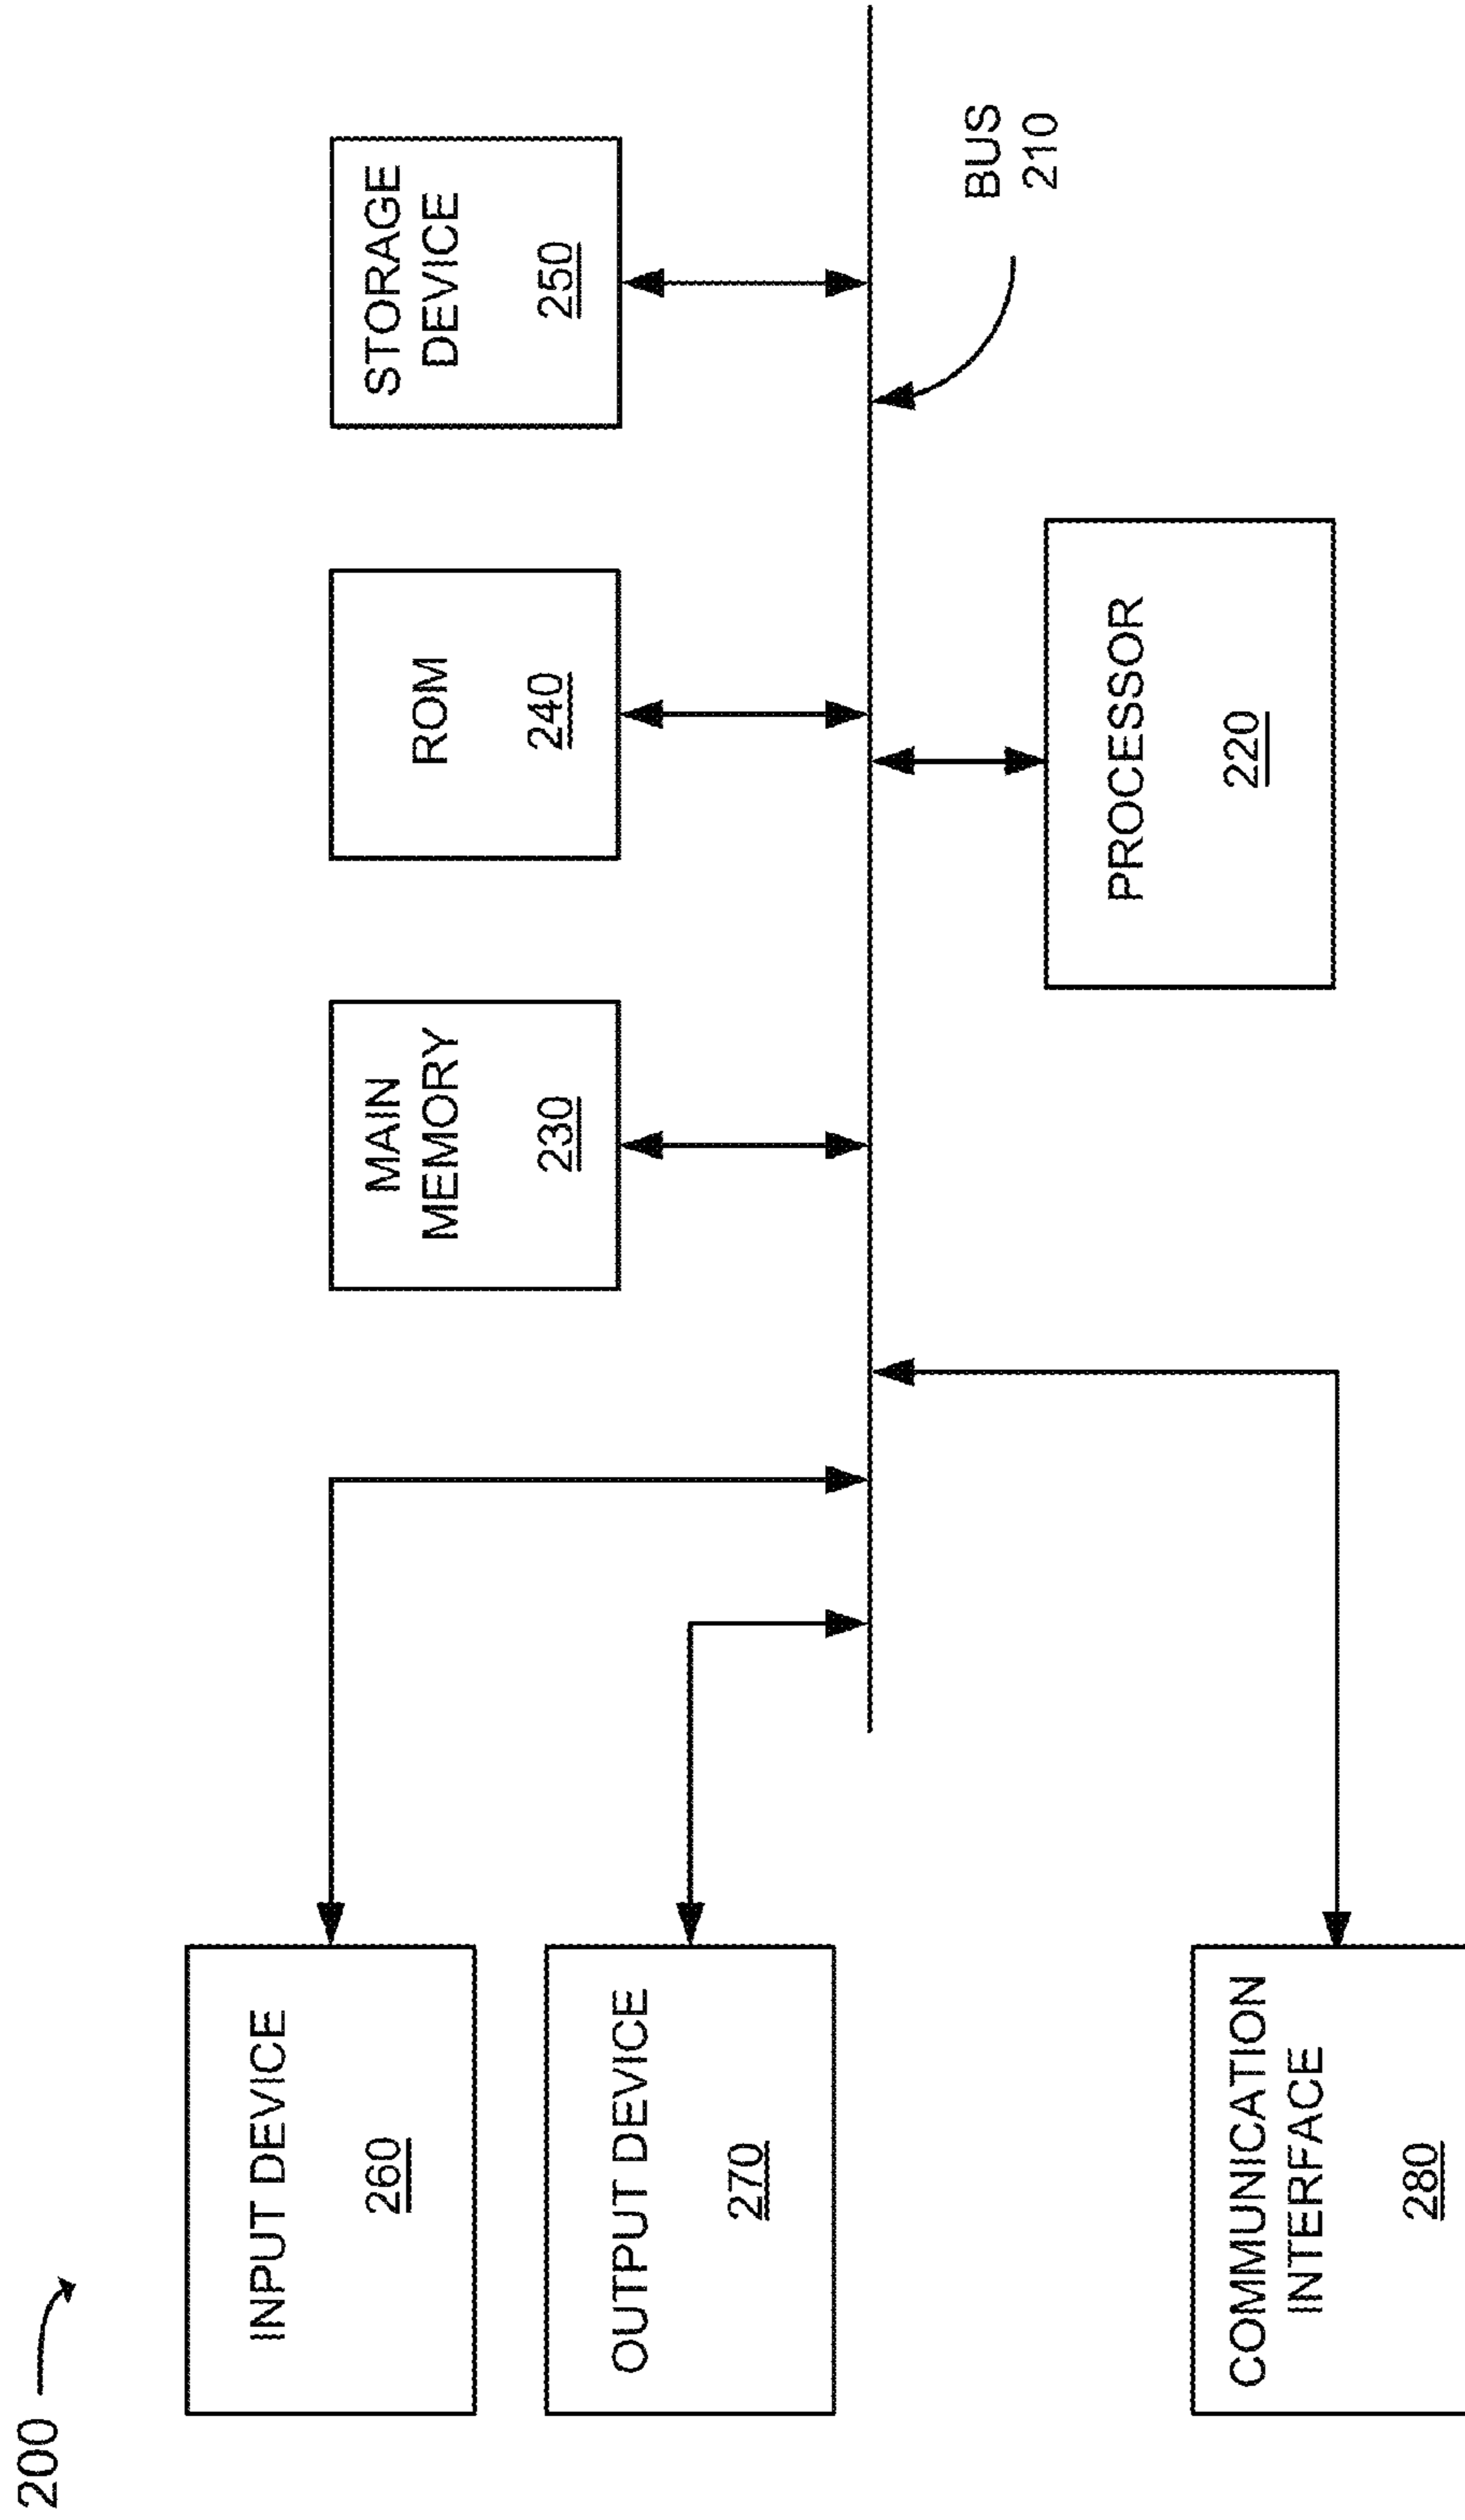 200
INPUT DEVICE
260
OUTPUT DEVICE
270
COMMUNICATION
INTERFACE
280
MAIN
MEMORY
230
ROM
240
STORAGE
DEVICE
250
PROCESSOR
220
BUS
210